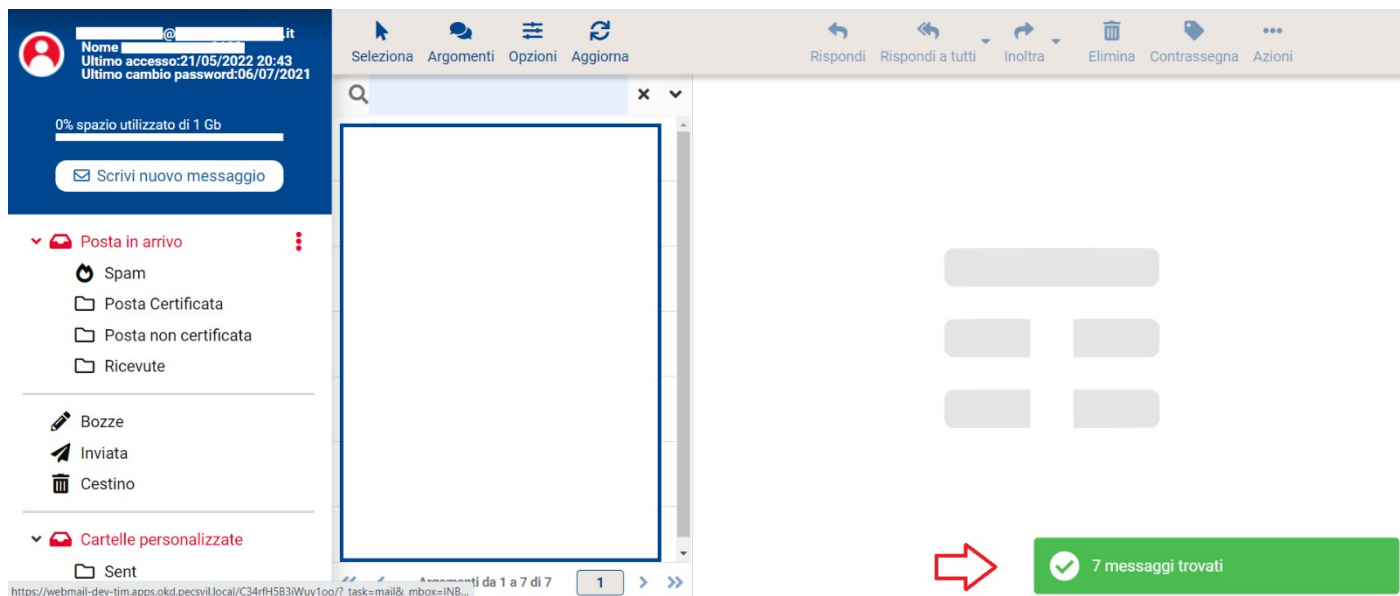 @ .it
Nome
Ultimo accesso:21/05/2022 20:43
Ultimo cambio password:06/07/2021
0% spazio utilizzato di 1 Gb
Scrivi nuovo messaggio
Posta in arrivo
Spam
Posta Certificata
Posta non certificata
Ricevute
Bozze
Inviata
Cestino
Cartelle personalizzate
Sent
Seleziona Argomenti Opzioni Aggiorna
Rispondi Rispondi a tutti Inoltra Elimina Contrassegna Azioni
Argomenti da 1 a 7 di 7 1
7 messaggi trovati